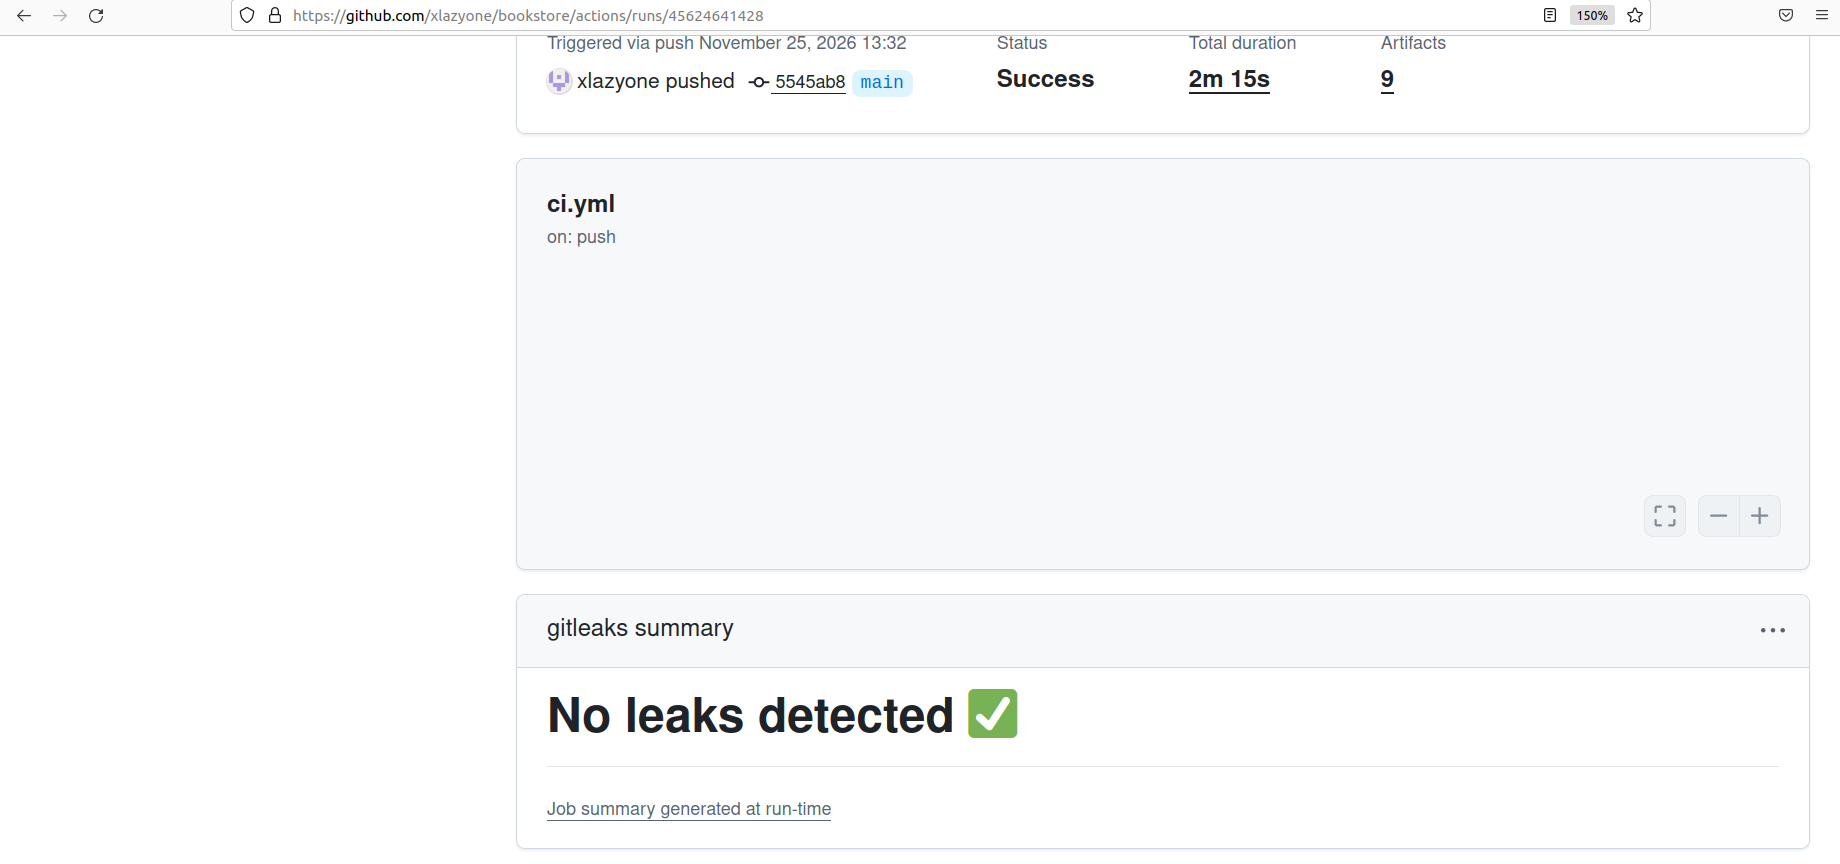 https://github.com/xlazyone/bookstore/actions/runs/45624641428
150%
Triggered via push November 25, 2026 13:32
xlazyone pushed 5545ab8 main
Status
Success
Total duration
2m 15s
Artifacts
9
ci.yml
on: push
gitleaks summary
No leaks detected ✅
Job summary generated at run-time